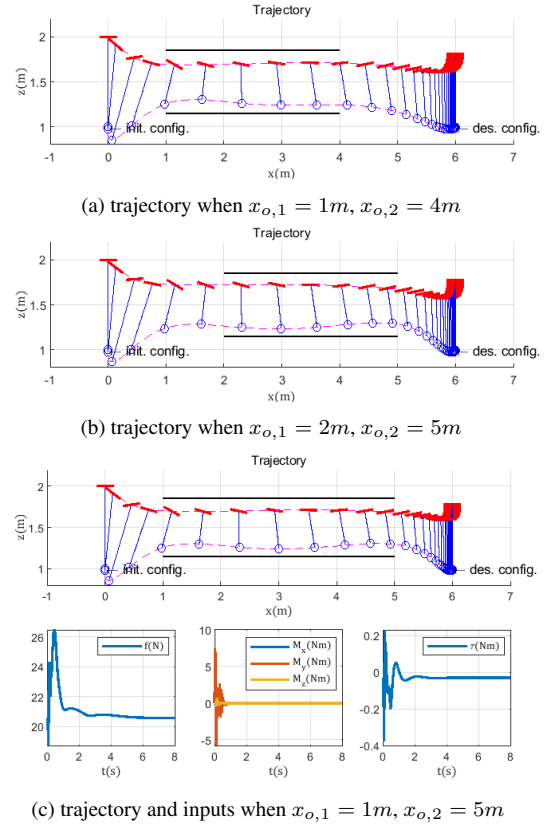 Trajectory
2
1.5
1
z(m)
init. config.
des. config.
-1 0 1 2 3 4 5 6 7
x(m)
(a) trajectory when x_{o,1} = 1m, x_{o,2} = 4m
Trajectory
2
1.5
1
z(m)
init. config.
des. config.
-1 0 1 2 3 4 5 6 7
x(m)
(b) trajectory when x_{o,1} = 2m, x_{o,2} = 5m
Trajectory
2
1.5
1
z(m)
init. config.
des. config.
-1 0 1 2 3 4 5 6 7
x(m)
26
24
22
20
f(N)
0 2 4 6 8
t(s)
10
5
0
-5
M_x(Nm)
M_y(Nm)
M_z(Nm)
0 2 4 6 8
t(s)
0.2
0
-0.2
-0.4
τ(Nm)
0 2 4 6 8
t(s)
(c) trajectory and inputs when x_{o,1} = 1m, x_{o,2} = 5m